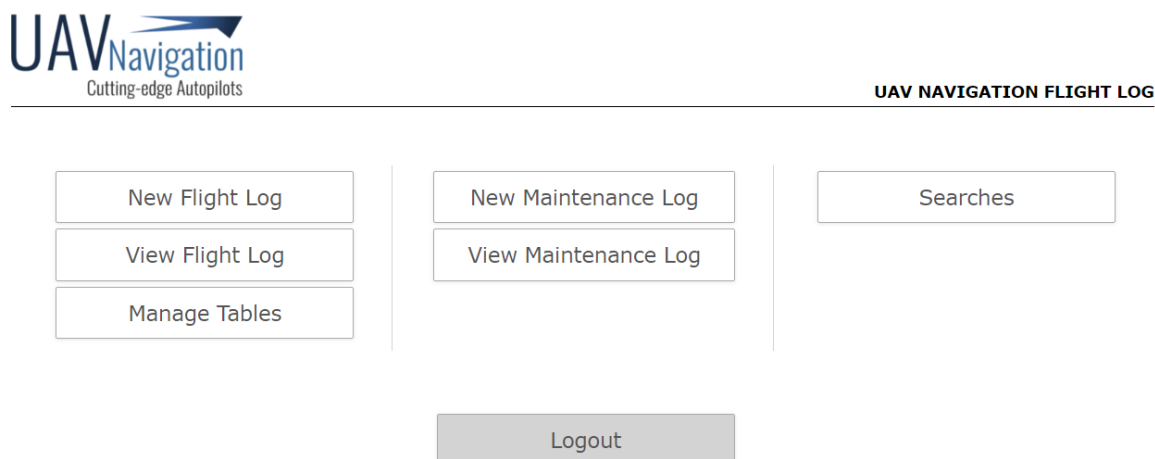 UAVNavigation
Cutting-edge Autopilots
UAV NAVIGATION FLIGHT LOG
New Flight Log
View Flight Log
Manage Tables
New Maintenance Log
View Maintenance Log
Searches
Logout